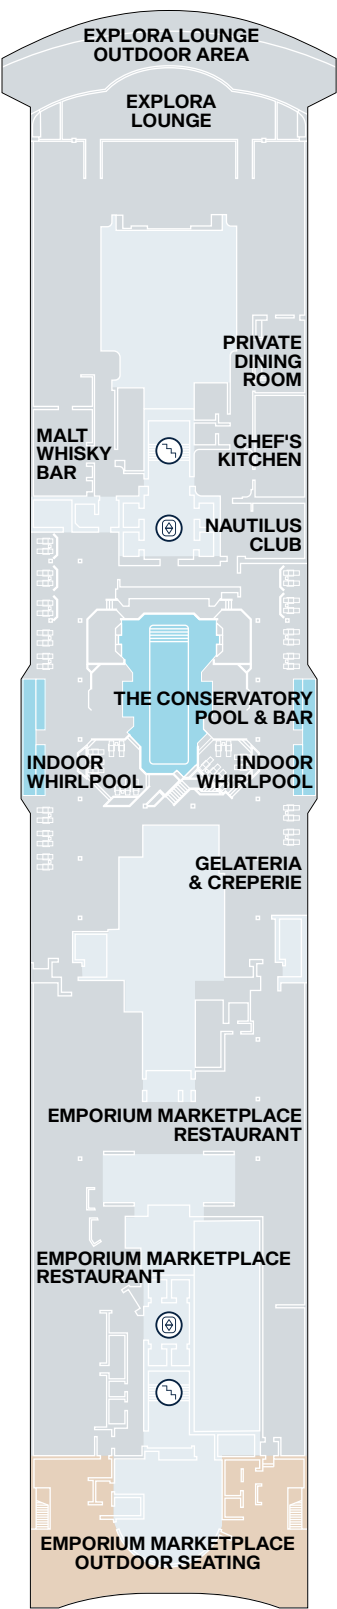 EXPLORA LOUNGE
OUTDOOR AREA
EXPLORA
LOUNGE
PRIVATE
DINING
ROOM
MALT
WHISKY
BAR
CHEF'S
KITCHEN
NAUTILUS
CLUB
THE CONSERVATORY
POOL & BAR
INDOOR
WHIRLPOOL
INDOOR
WHIRLPOOL
GELATERIA
& CREPERIE
EMPORIUM MARKETPLACE
RESTAURANT
EMPORIUM MARKETPLACE
RESTAURANT
EMPORIUM MARKETPLACE
OUTDOOR SEATING